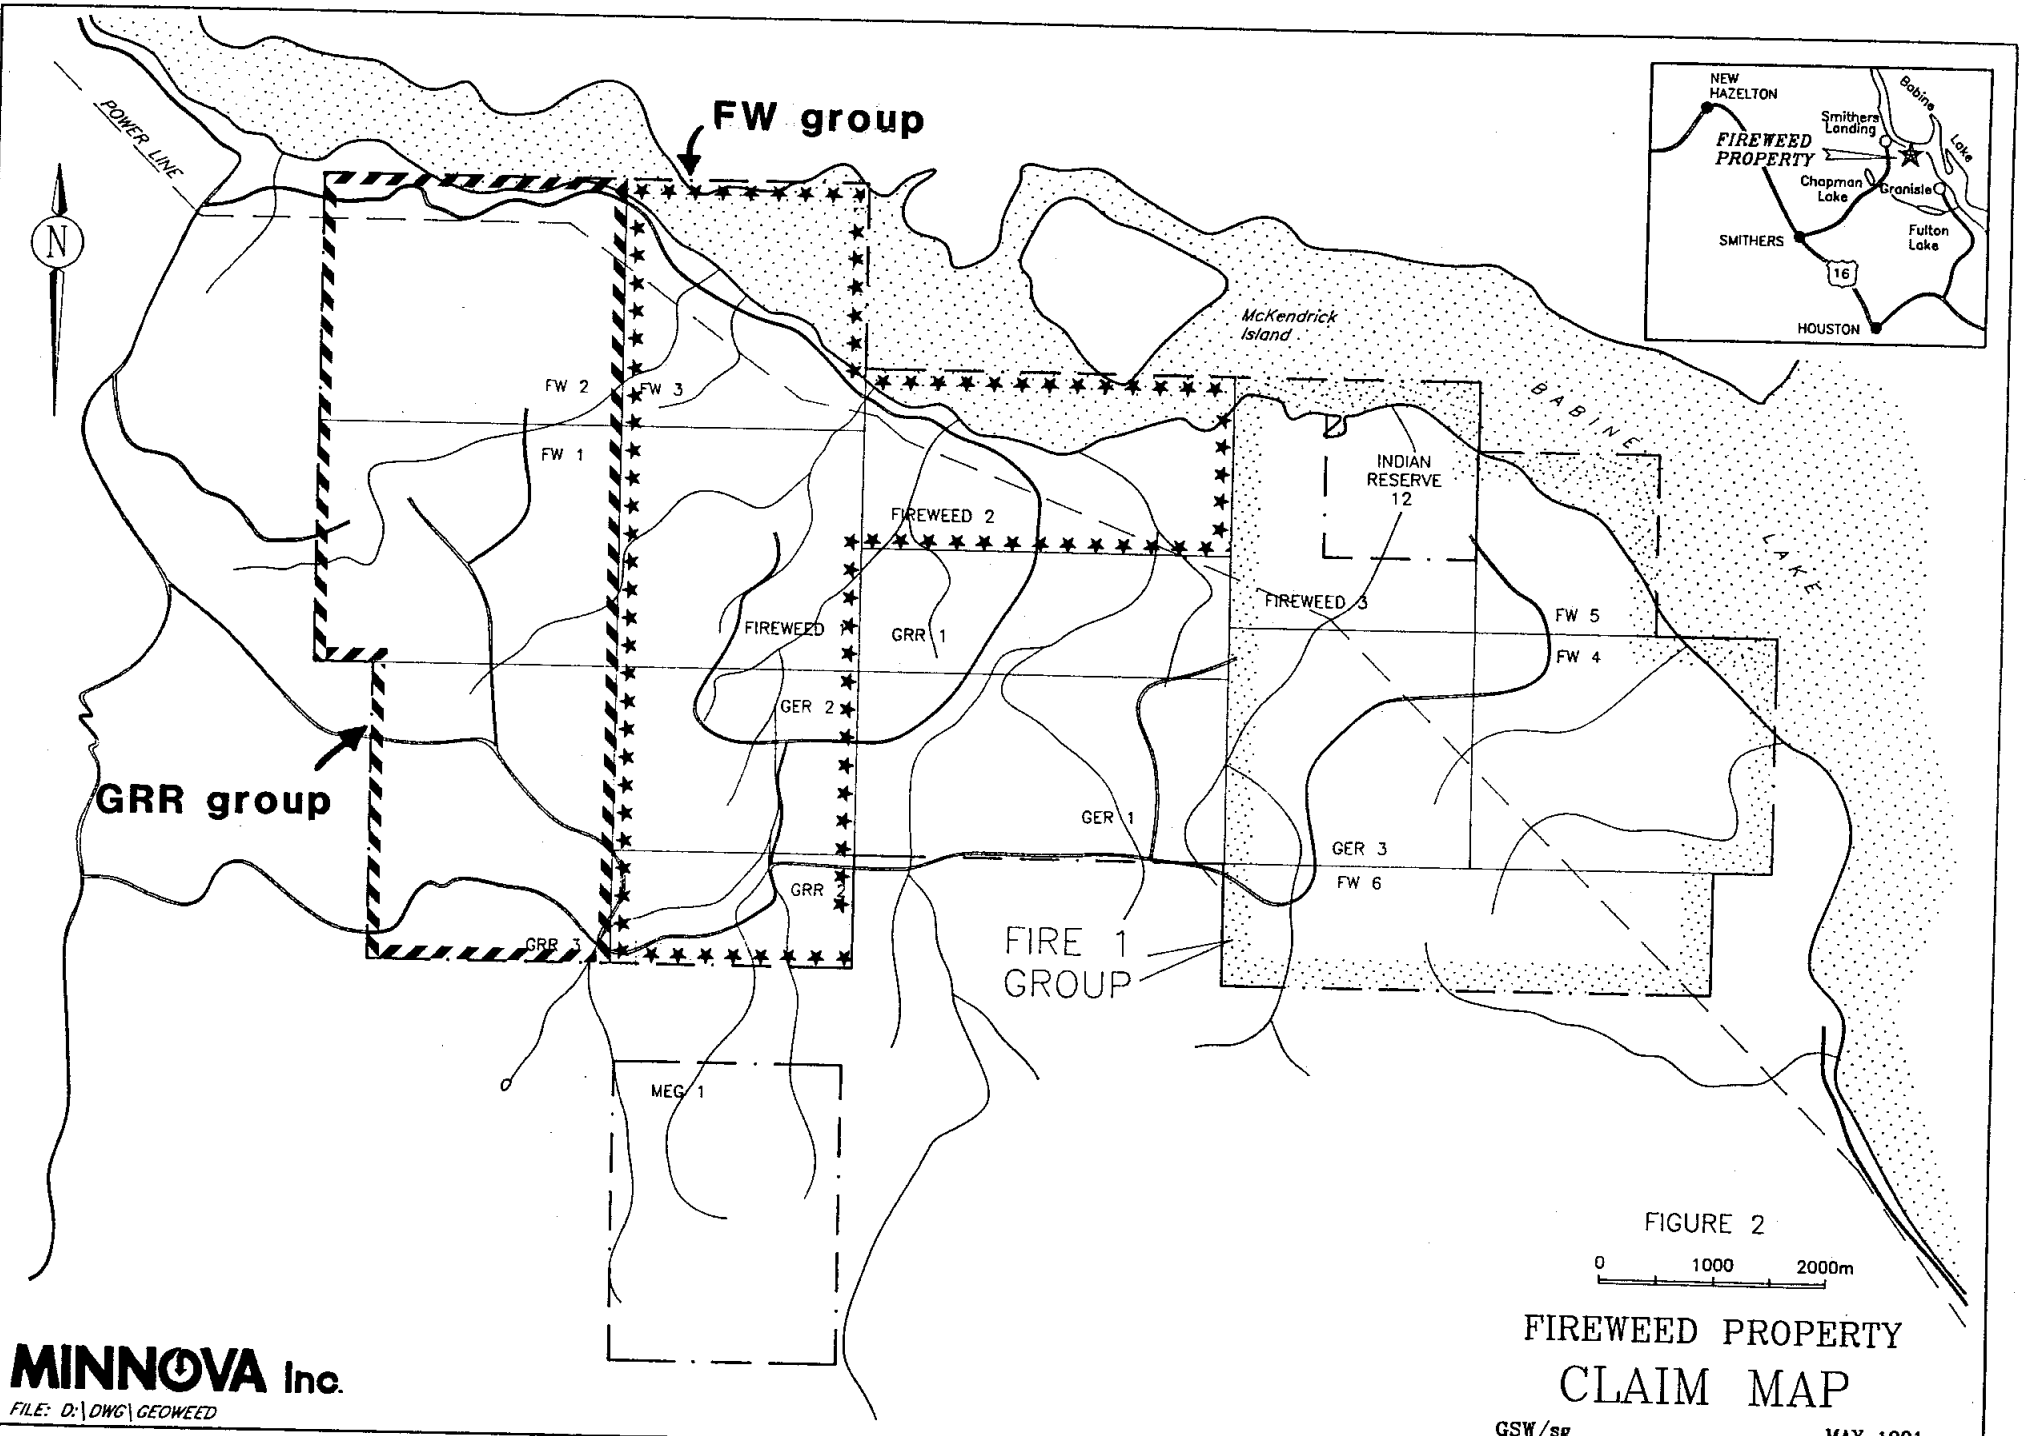 FW group
POWER LINE
N
NEW
HAZELTON
Smithers
Landing
Babine
Lake
FIREWEED
PROPERTY
Chapman
Lake
Granisle
Fulton
Lake
SMITHERS
16
HOUSTON
McKendrick
Island
BABINE
LAKE
FW 2
FW 3
FW 1
INDIAN
RESERVE
12
FIREWEED 2
FIREWEED 3
FIREWEED
GRR 1
FW 5
FW 4
GER 2
GRR group
GER 1
GER 3
FW 6
GRR
GRR 3
FIRE 1
GROUP
MEG 1
FIGURE 2
0 1000 2000m
FIREWEED PROPERTY
CLAIM MAP
MINNOVA Inc.
FILE: D:\DWG\GEOWEED